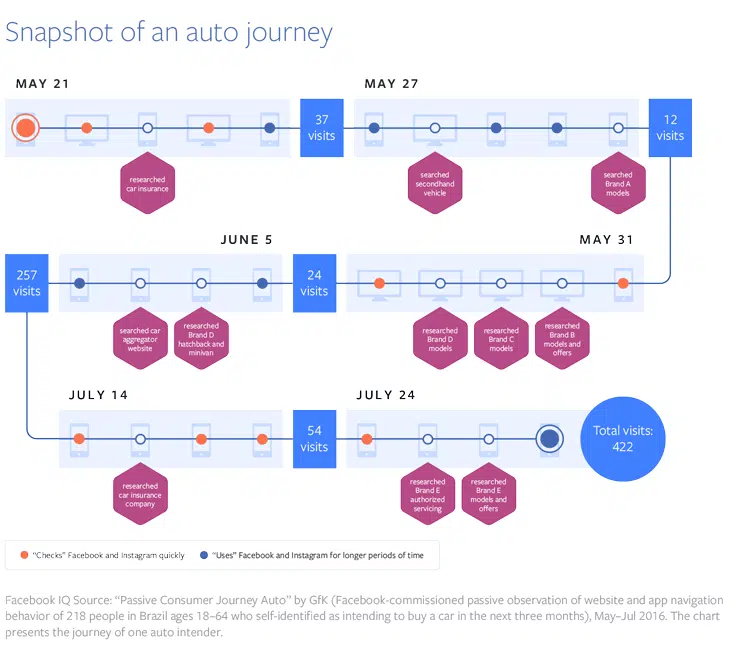 Snapshot of an auto journey
MAY 21
MAY 27
37
visits
12
visits
researched
car insurance
searched
secondhand
vehicle
searched
Brand A
models
JUNE 5
MAY 31
257
visits
24
visits
searched car
aggregator
website
researched
Brand D
hatchback and
minivan
researched
Brand D
models
researched
Brand C
models
researched
Brand B
models and
offers
JULY 14
JULY 24
54
visits
Total visits:
422
researched
car insurance
company
researched
Brand E
authorized
servicing
researched
Brand E
models and
offers
"Checks" Facebook and Instagram quickly
"Uses" Facebook and Instagram for longer periods of time
Facebook IQ Source: "Passive Consumer Journey Auto" by GfK (Facebook-commissioned passive observation of website and app navigation
behavior of 218 people in Brazil ages 18–64 who self-identified as intending to buy a car in the next three months), May–Jul 2016. The chart
presents the journey of one auto intender.